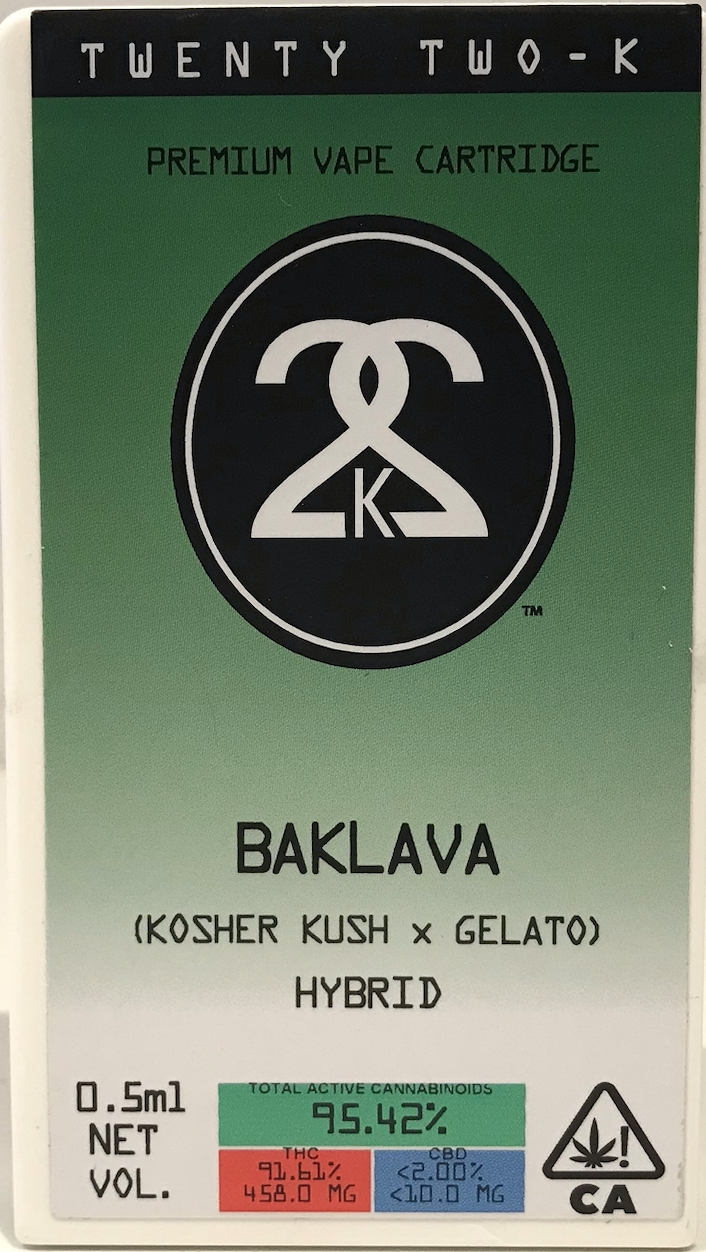 TWENTY TWO-K
PREMIUM VAPE CARTRIDGE
22
K
TM
BAKLAVA
(KOSHER KUSH x GELATO)
HYBRID
0.5ml
NET
VOL.
TOTAL ACTIVE CANNABINOIDS
95.42%
THC
91.61%
458.0 MG
CBD
<2.00%
<10.0 MG
!
CA